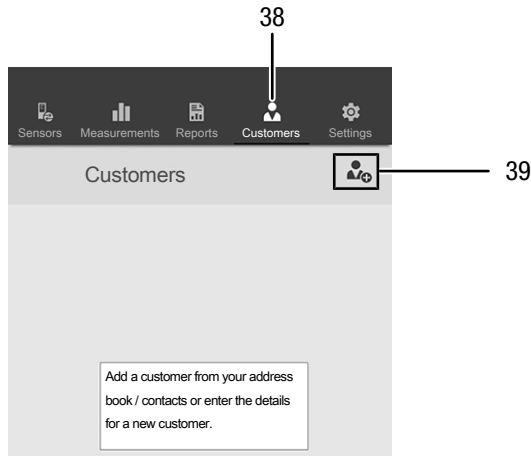 38
Sensors Measurements Reports Customers Settings
Customers
39
Add a customer from your address
book / contacts or enter the details
for a new customer.